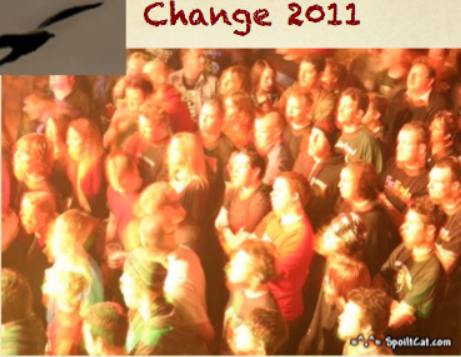 Change 2011
="."= SpoiltCat.com